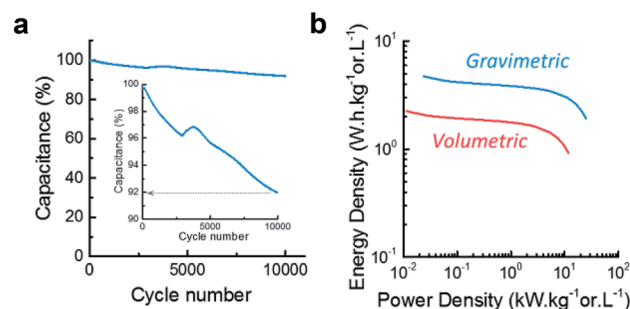 a
Capacitance (%)
100
80
60
40
20
0
0
5000
10000
Cycle number
Capacitance (%)
100
98
96
94
92
90
0
5000
10000
Cycle number
b
Energy Density (W.h.kg⁻¹or.L⁻¹)
10¹
10⁰
10⁻¹
Gravimetric
Volumetric
10⁻² 10⁻¹ 10⁰ 10¹ 10²
Power Density (kW.kg⁻¹or.L⁻¹)